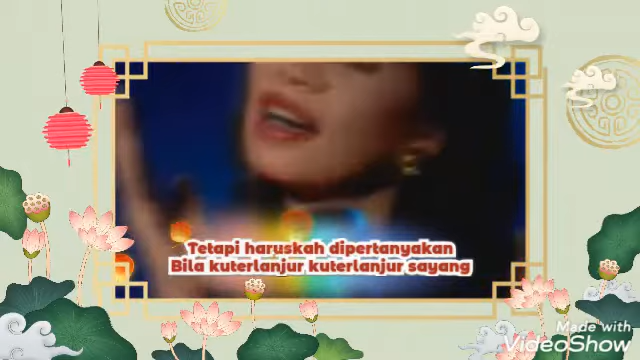 Tetapi haruskah dipertanyakan
Bila kuterlanjur kuterlanjur sayang
Made with
VideoShow